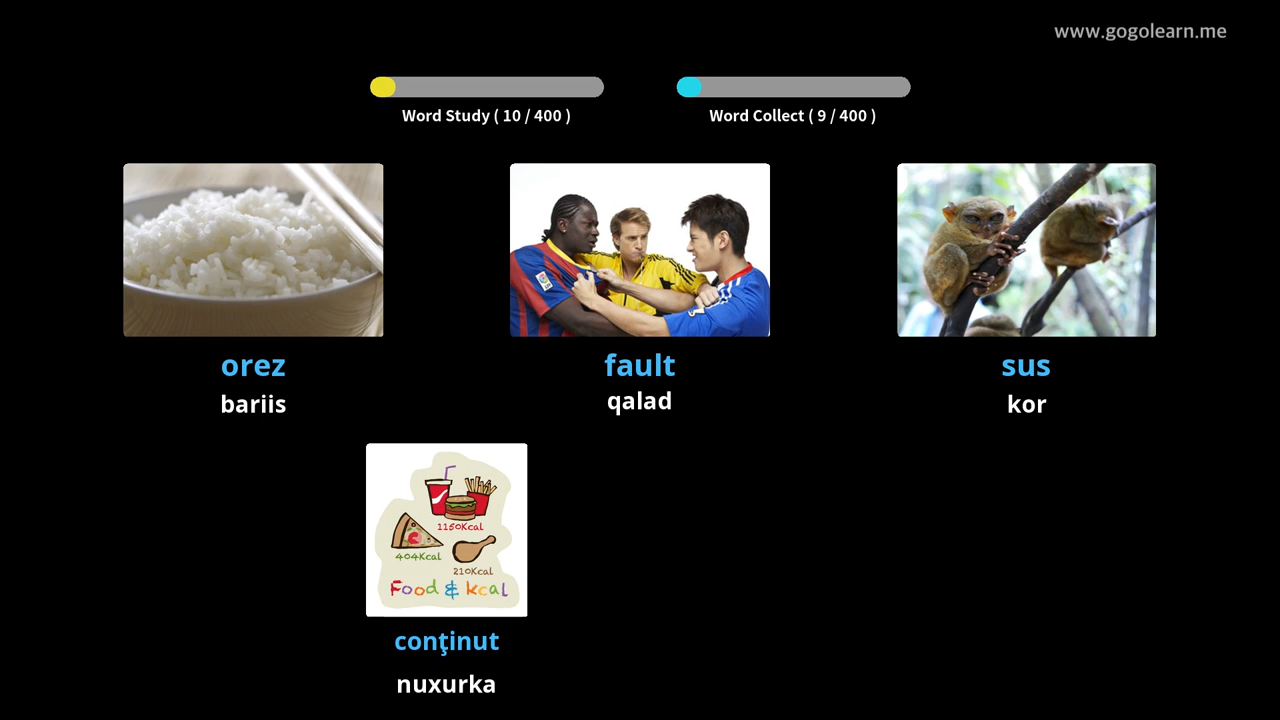 www.gogolearn.me
Word Study ( 10 / 400 )
Word Collect ( 9 / 400 )
orez
bariis
fault
qalad
sus
kor
1150Kcal
404Kcal
210Kcal
Food & kcal
conţinut
nuxurka